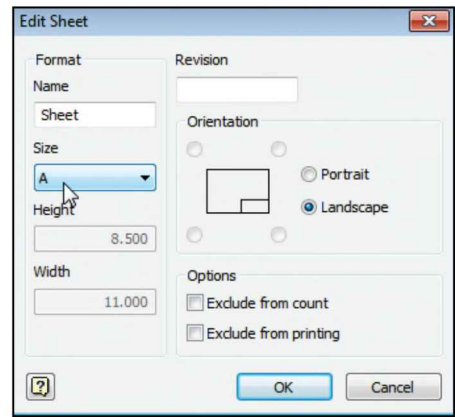 Edit Sheet
Format
Name
Sheet
Size
A
Height
8.500
Width
11.000
Revision
Orientation
Portrait
Landscape
Options
Exclude from count
Exclude from printing
?
OK
Cancel